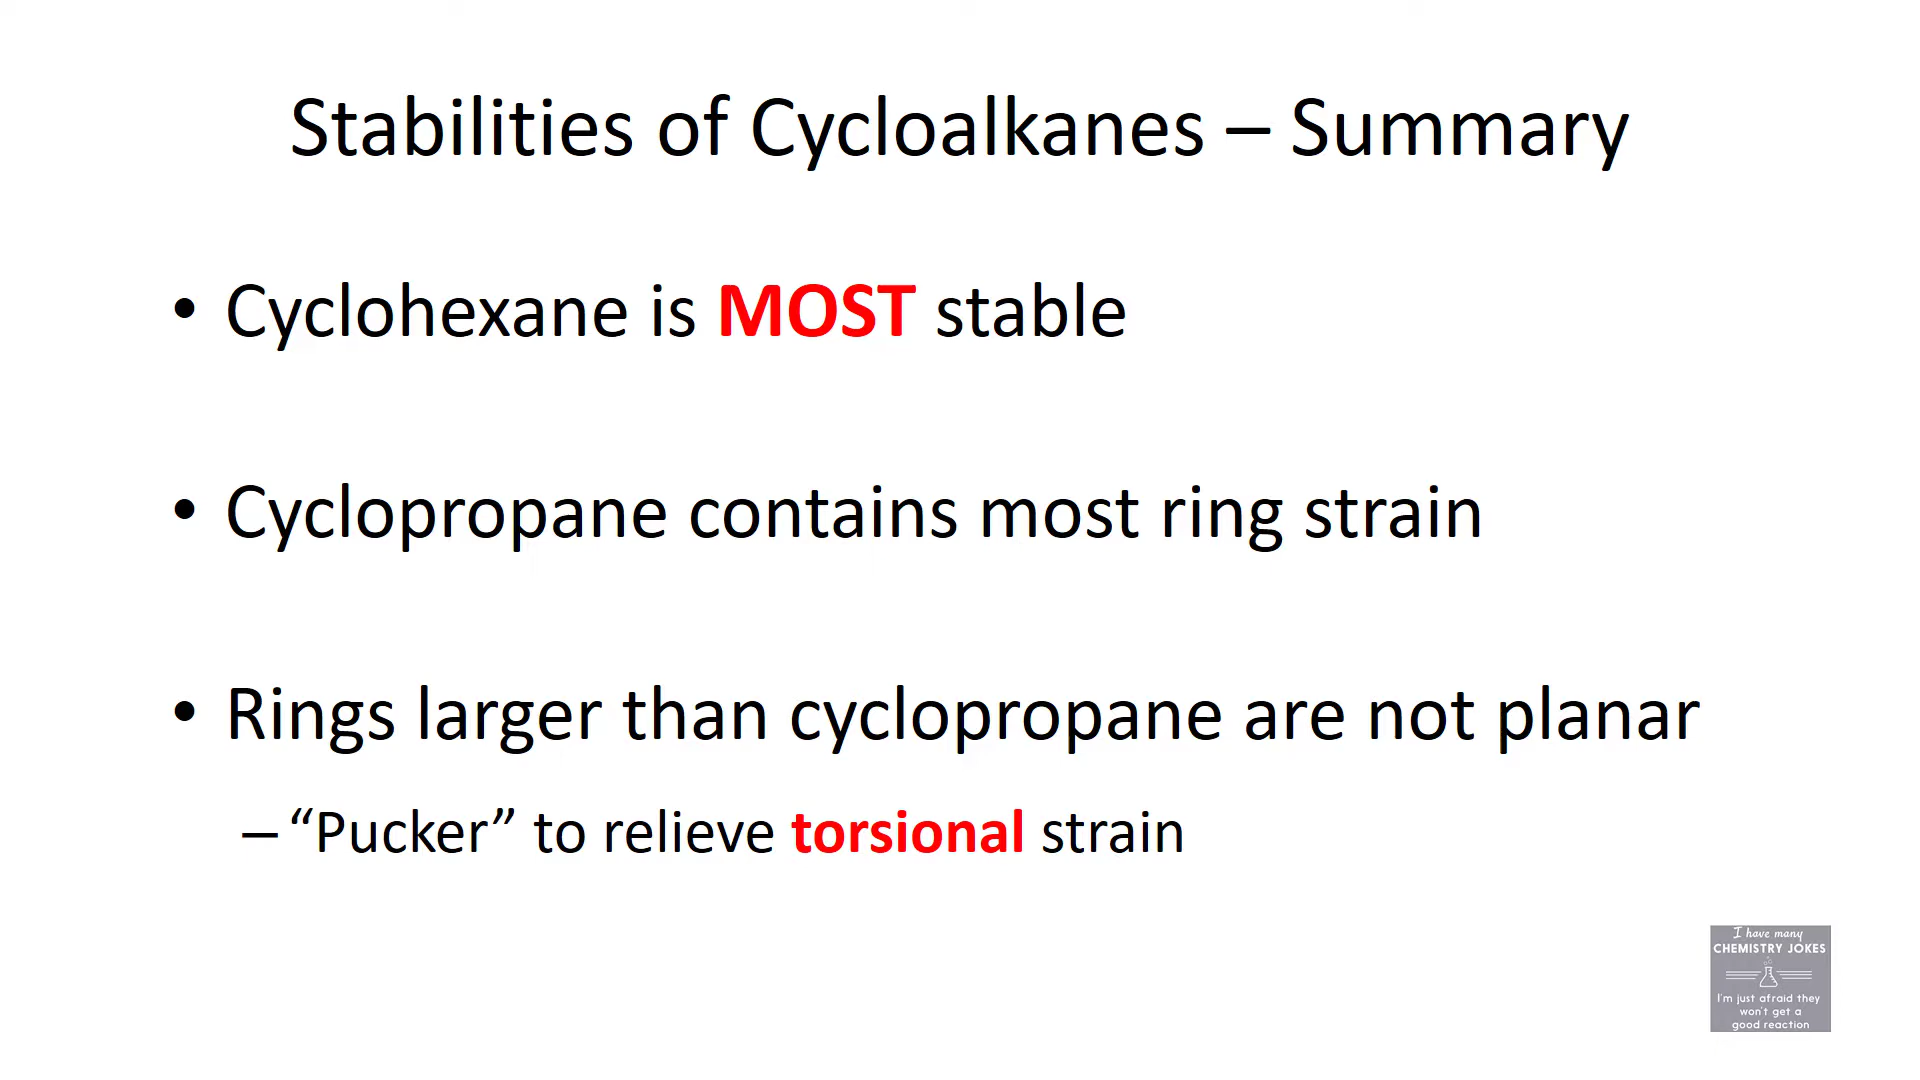 Stabilities of Cycloalkanes – Summary
• Cyclohexane is MOST stable
• Cyclopropane contains most ring strain
• Rings larger than cyclopropane are not planar
– “Pucker” to relieve torsional strain
I have many
CHEMISTRY JOKES
I'm just afraid they
won't get a
good reaction